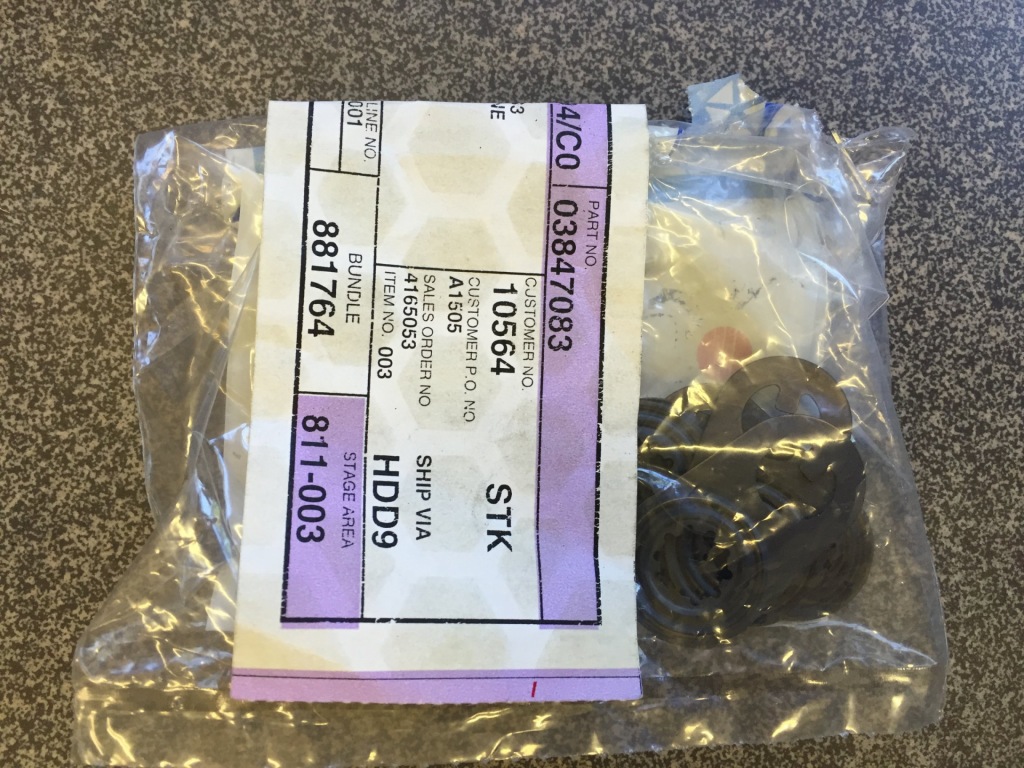 4/C0
PART NO.
03847083
CUSTOMER NO.
10564
STK
CUSTOMER P.O. NO.
A1505
SHIP VIA
SALES ORDER NO
4165053
HDD9
ITEM NO. 003
LINE NO.
001
BUNDLE
881764
STAGE AREA
811-003